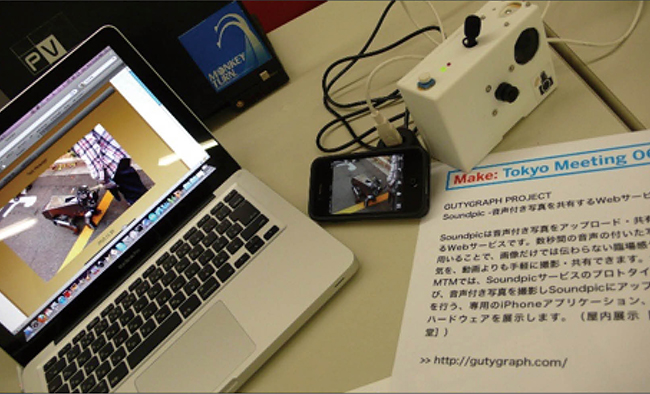 PV
MONKEY
TURN
Make: Tokyo Meeting 0
GUTYGRAPH PROJECT
Soundpic -音声付き写真を共有するWebサービ
Soundpicは音声付き写真をアップロード・共有
るWebサービスです。数秒間の音声の付いた
用いることで、画像だけでは伝わらない臨場感
気を、動画よりも手軽に撮影・共有できます。
MTMでは、Soundpicサービスのプロトタイ
び、音声付き写真を撮影しSoundpicにアップ
を行う、専用のiPhoneアプリケーション、
ハードウェアを展示します。（屋内展示
堂］）
>> http://gutygraph.com/